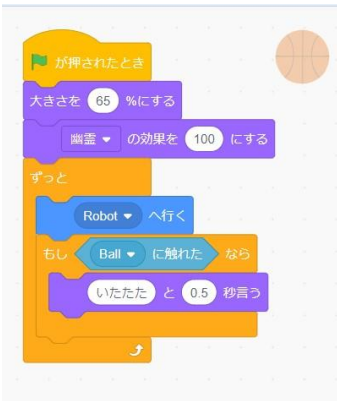 が押されたとき
大きさを 65 %にする
幽霊 の効果を 100 にする
ずっと
Robot へ行く
もし Ball に触れた なら
いたたた と 0.5 秒言う